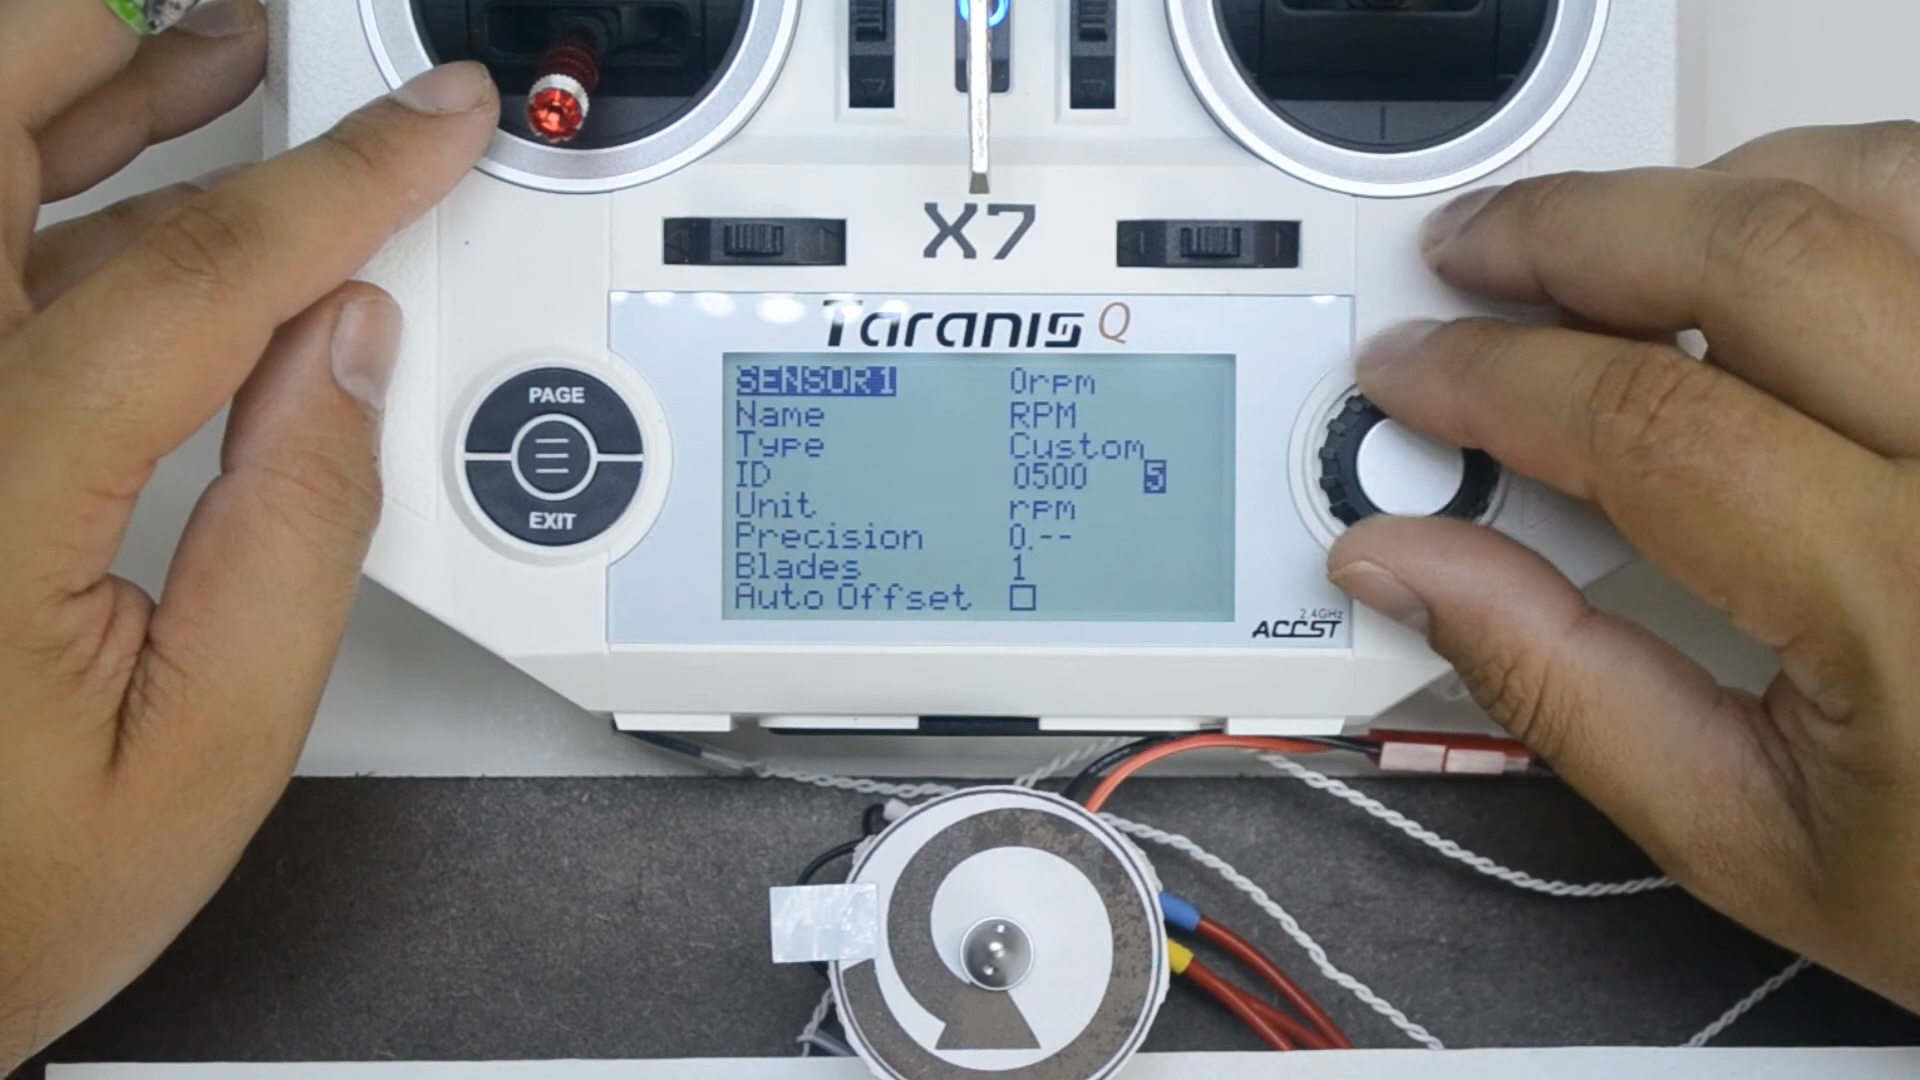 X7
Taranis Q
PAGE
EXIT
SENSOR1 0rpm
Name RPM
Type Custom
ID 0500 5
Unit rpm
Precision 0.--
Blades 1
Auto Offset
2.4GHz
ACCST